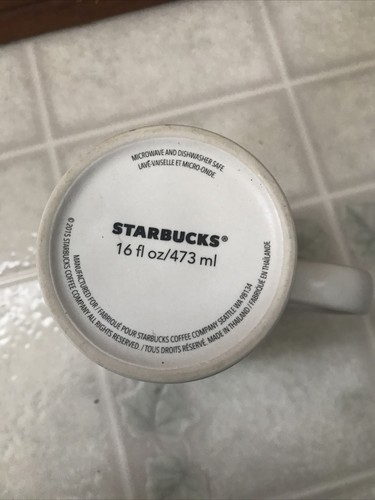 MICROWAVE AND DISHWASHER SAFE
LAVE-VAISELLE ET MICRO-ONDE
STARBUCKS®
16 fl oz/473 ml
MANUFACTURED FOR / FABRIQUÉ POUR STARBUCKS COFFEE COMPANY SEATTLE WA 98134
© 2015 STARBUCKS COFFEE COMPANY ALL RIGHTS RESERVED. / TOUS DROITS RÉSERVÉ. MADE IN THAILAND / FABRIQUÉ EN THAILANDE